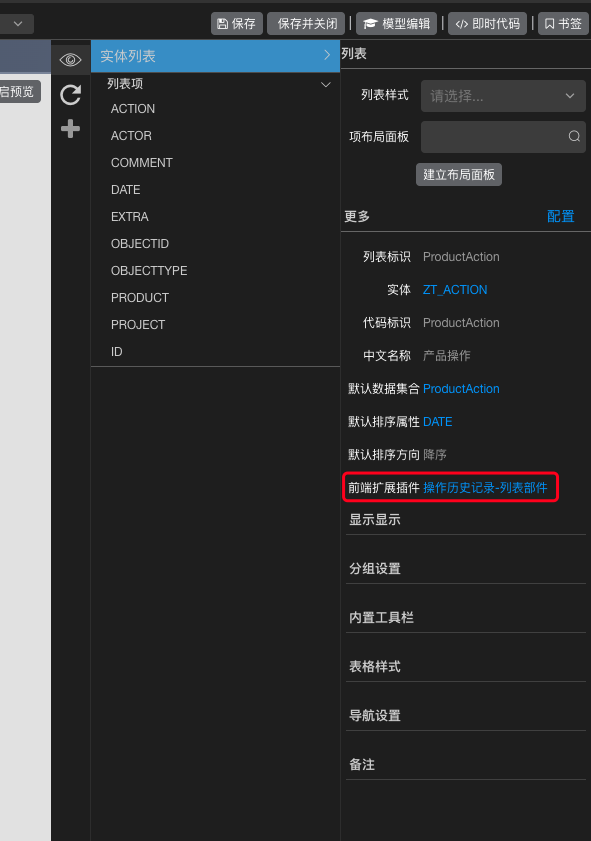 保存 保存并关闭 | 模型编辑 | 即时代码 | 书签
启预览
实体列表
列表项
ACTION
ACTOR
COMMENT
DATE
EXTRA
OBJECTID
OBJECTTYPE
PRODUCT
PROJECT
ID
列表
列表样式 请选择...
项布局面板
建立布局面板
更多 配置
列表标识 ProductAction
实体 ZT_ACTION
代码标识 ProductAction
中文名称 产品操作
默认数据集合 ProductAction
默认排序属性 DATE
默认排序方向 降序
前端扩展插件 操作历史记录-列表部件
显示显示
分组设置
内置工具栏
表格样式
导航设置
备注